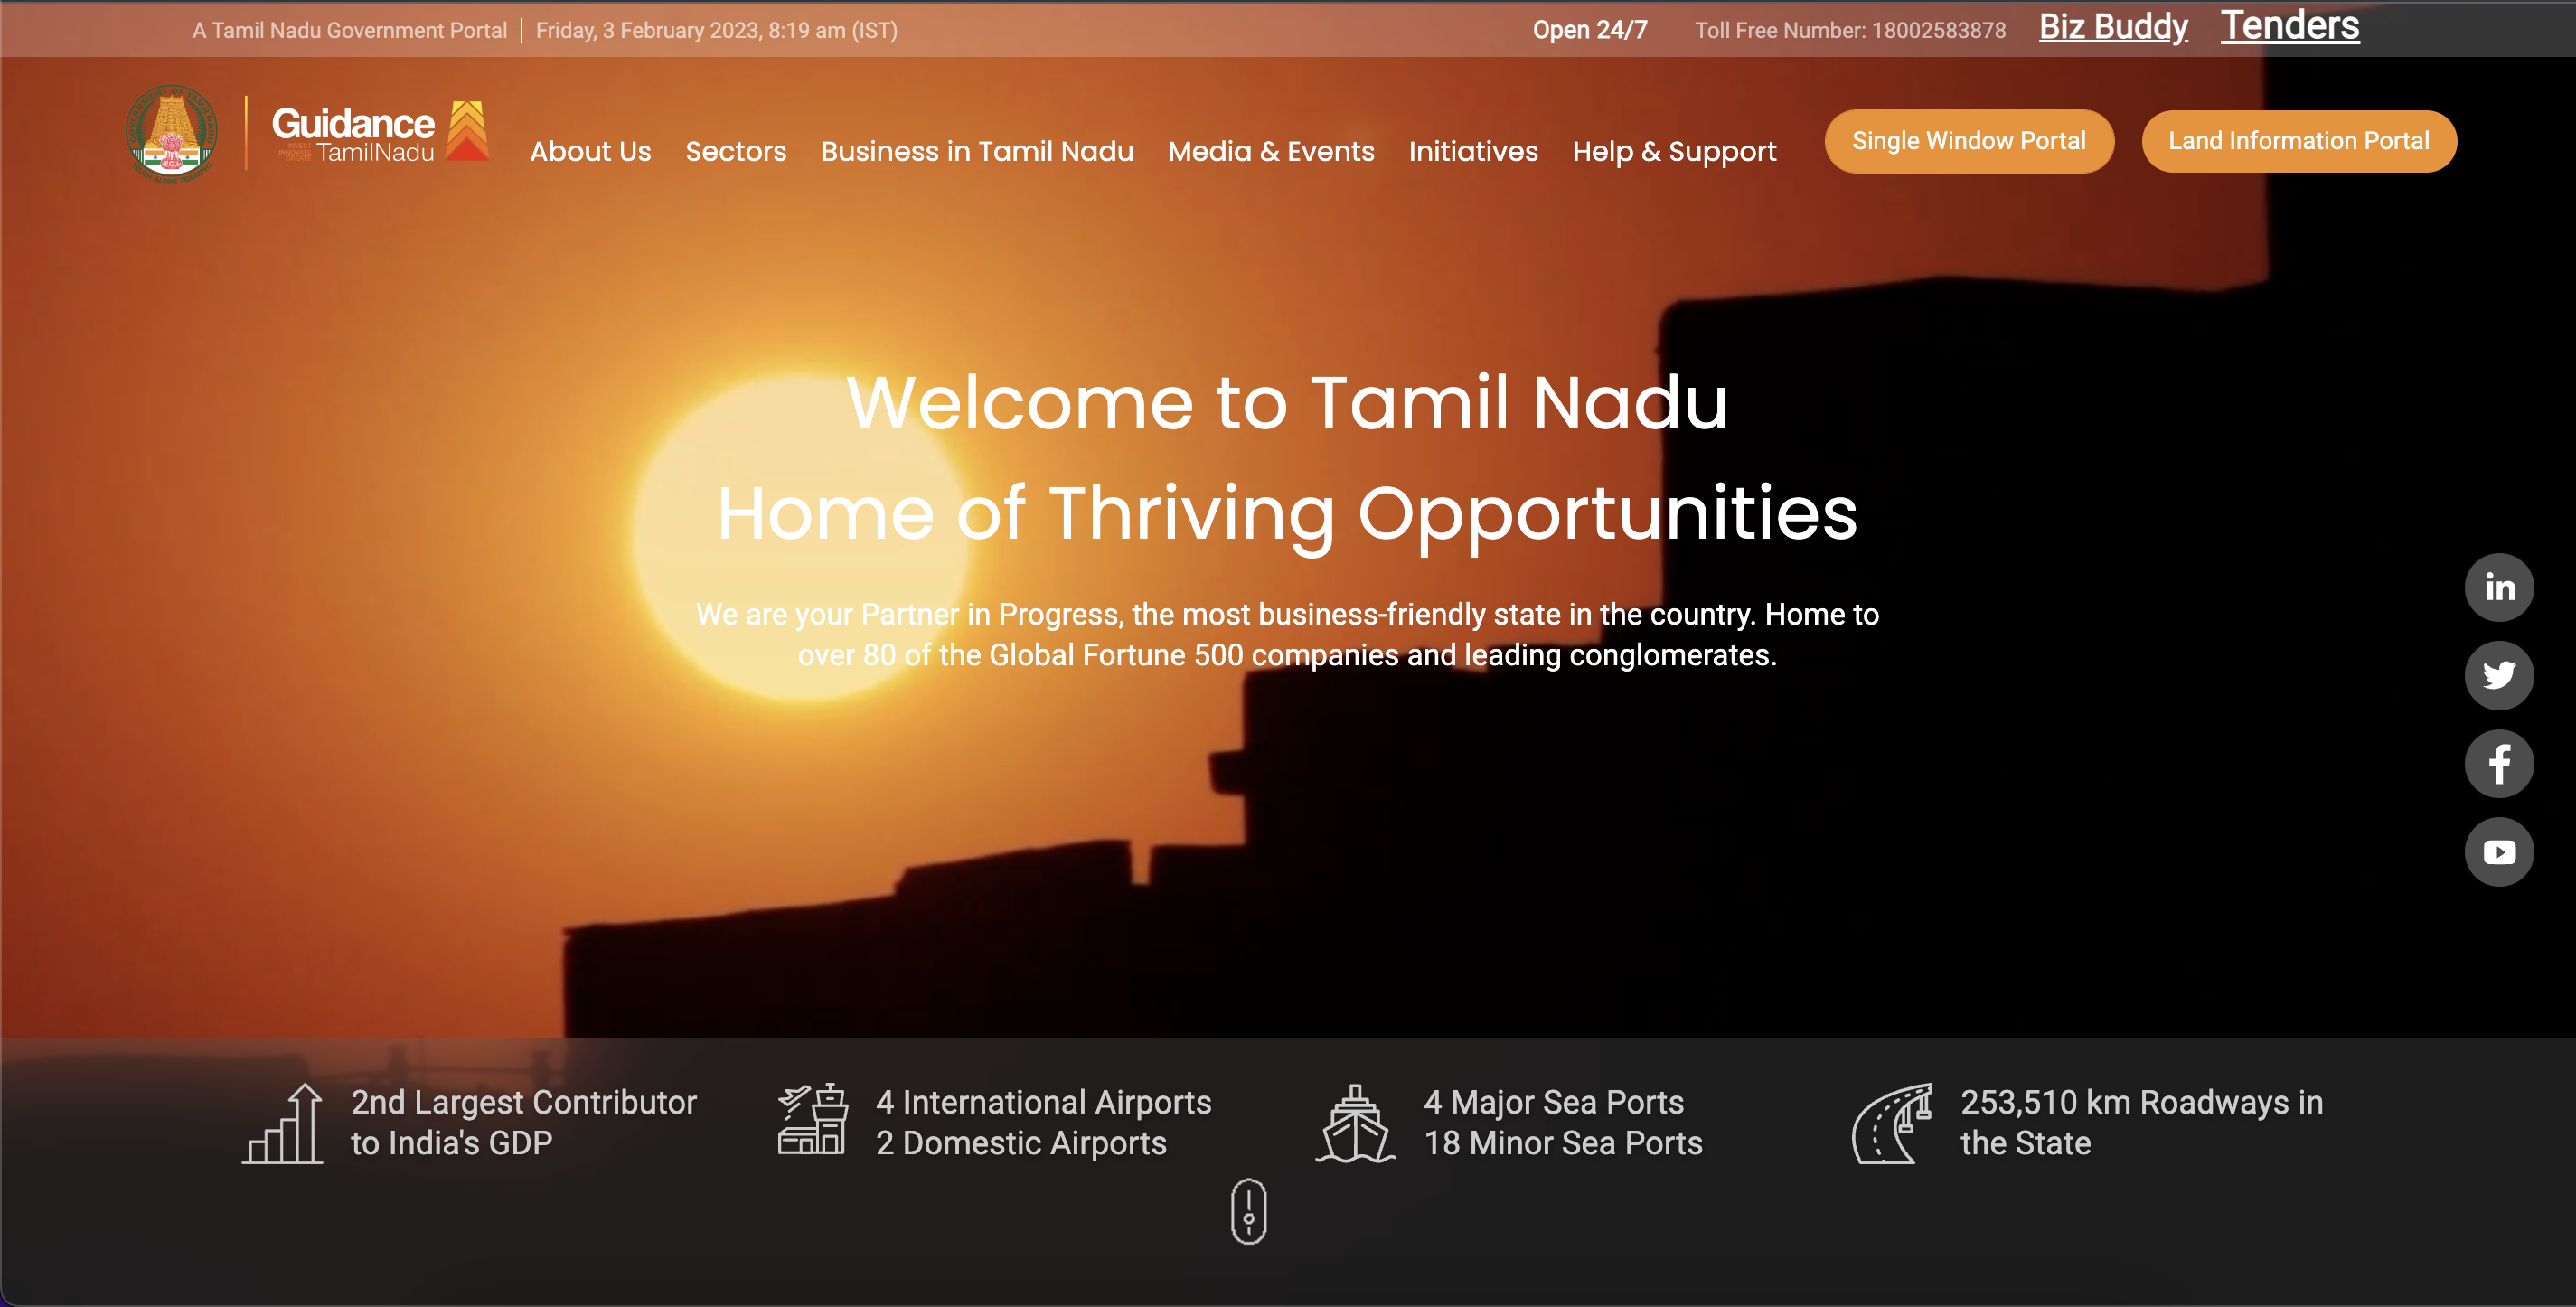 A Tamil Nadu Government Portal
Friday, 3 February 2023, 8:19 am (IST)
Open 24/7
Toll Free Number: 18002583878
Biz Buddy
Tenders
Guidance
INVEST
INNOVATE
CREATE
TamilNadu
About Us
Sectors
Business in Tamil Nadu
Media & Events
Initiatives
Help & Support
Single Window Portal
Land Information Portal
Welcome to Tamil Nadu
Home of Thriving Opportunities
We are your Partner in Progress, the most business-friendly state in the country. Home to
over 80 of the Global Fortune 500 companies and leading conglomerates.
in
2nd Largest Contributor
to India's GDP
4 International Airports
2 Domestic Airports
4 Major Sea Ports
18 Minor Sea Ports
253,510 km Roadways in
the State